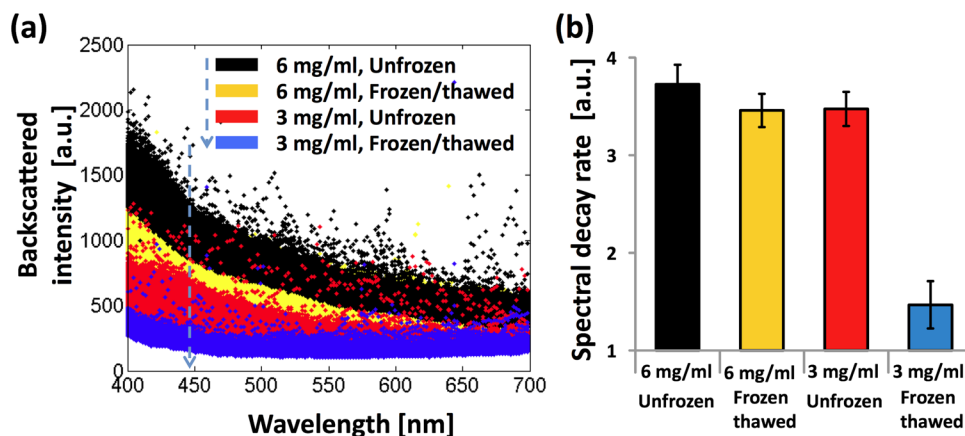 (a)
2500
2000
1500
1000
500
0
Backscattered
intensity [a.u.]
6 mg/ml, Unfrozen
6 mg/ml, Frozen/thawed
3 mg/ml, Unfrozen
3 mg/ml, Frozen/thawed
400 450 500 550 600 650 700
Wavelength [nm]
(b)
Spectral decay rate [a.u.]
4
3
2
1
6 mg/ml
Unfrozen
6 mg/ml
Frozen
thawed
3 mg/ml
Unfrozen
3 mg/ml
Frozen
thawed